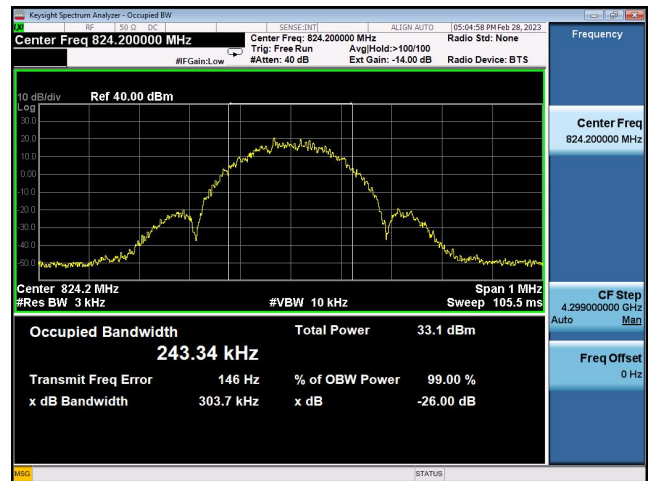 Keysight Spectrum Analyzer - Occupied BW
LXI RF 50 Ω DC SENSE:INT ALIGN AUTO 05:04:58 PM Feb 28, 2023
Center Freq 824.200000 MHz Center Freq: 824.200000 MHz Radio Std: None Frequency
Trig: Free Run Avg|Hold:>100/100
#IFGain:Low #Atten: 40 dB Ext Gain: -14.00 dB Radio Device: BTS
10 dB/div Ref 40.00 dBm
Log
30.0
20.0
10.0
0.00
-10.0
-20.0
-30.0
-40.0
-50.0
Center Freq
824.200000 MHz
Center 824.2 MHz Span 1 MHz
#Res BW 3 kHz #VBW 10 kHz Sweep 105.5 ms
CF Step
4.299000000 GHz
Auto Man
Occupied Bandwidth Total Power 33.1 dBm
243.34 kHz
Transmit Freq Error 146 Hz % of OBW Power 99.00 %
x dB Bandwidth 303.7 kHz x dB -26.00 dB
Freq Offset
0 Hz
MSG STATUS